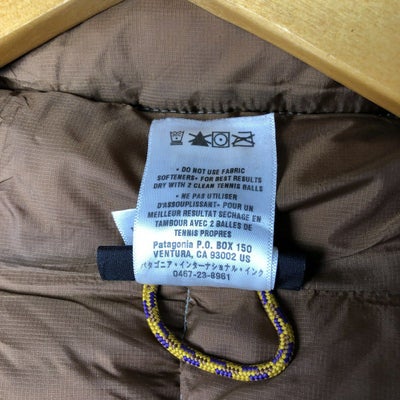 • DO NOT USE FABRIC
SOFTENERS• FOR BEST RESULTS
DRY WITH 2 CLEAN TENNIS BALLS
• NE PAS UTILISER
D'ASSOUPLISSANT• POUR UN
MEILLEUR RESULTAT SECHAGE EN
TAMBOUR AVEC 2 BALLES DE
TENNIS PROPRES
Patagonia P.O. BOX 150
VENTURA, CA 93002 US
パタゴニア・インターナショナル・インク
0467-23-8961